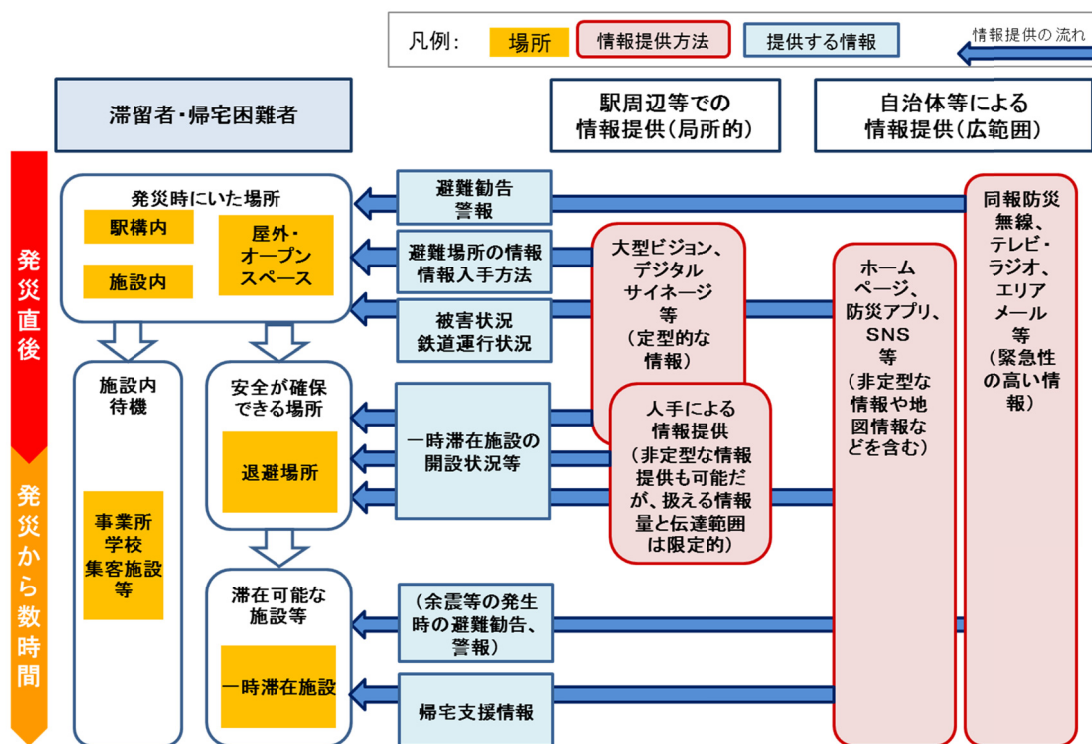 凡例：
場所
情報提供方法
提供する情報
情報提供の流れ
滞留者・帰宅困難者
駅周辺等での
情報提供（局所的）
自治体等による
情報提供（広範囲）
発災直後
発災から数時間
発災時にいた場所
駅構内
施設内
屋外・
オープン
スペース
避難勧告
警報
避難場所の情報
情報入手方法
被害状況
鉄道運行状況
大型ビジョン、
デジタル
サイネージ
等
（定型的な
情報）
ホーム
ページ、
防災アプリ、
SNS
等
（非定型な
情報や地
図情報な
どを含む）
同報防災
無線、
テレビ・
ラジオ、
エリア
メール
等
（緊急性
の高い情
報）
施設内
待機
事業所
学校
集客施設
等
安全が確保
できる場所
退避場所
一時滞在施設の
開設状況等
人手による
情報提供
（非定型な情報
提供も可能だ
が、扱える情報
量と伝達範囲
は限定的）
滞在可能な
施設等
一時滞在施設
（余震等の発生
時の避難勧告、
警報）
帰宅支援情報